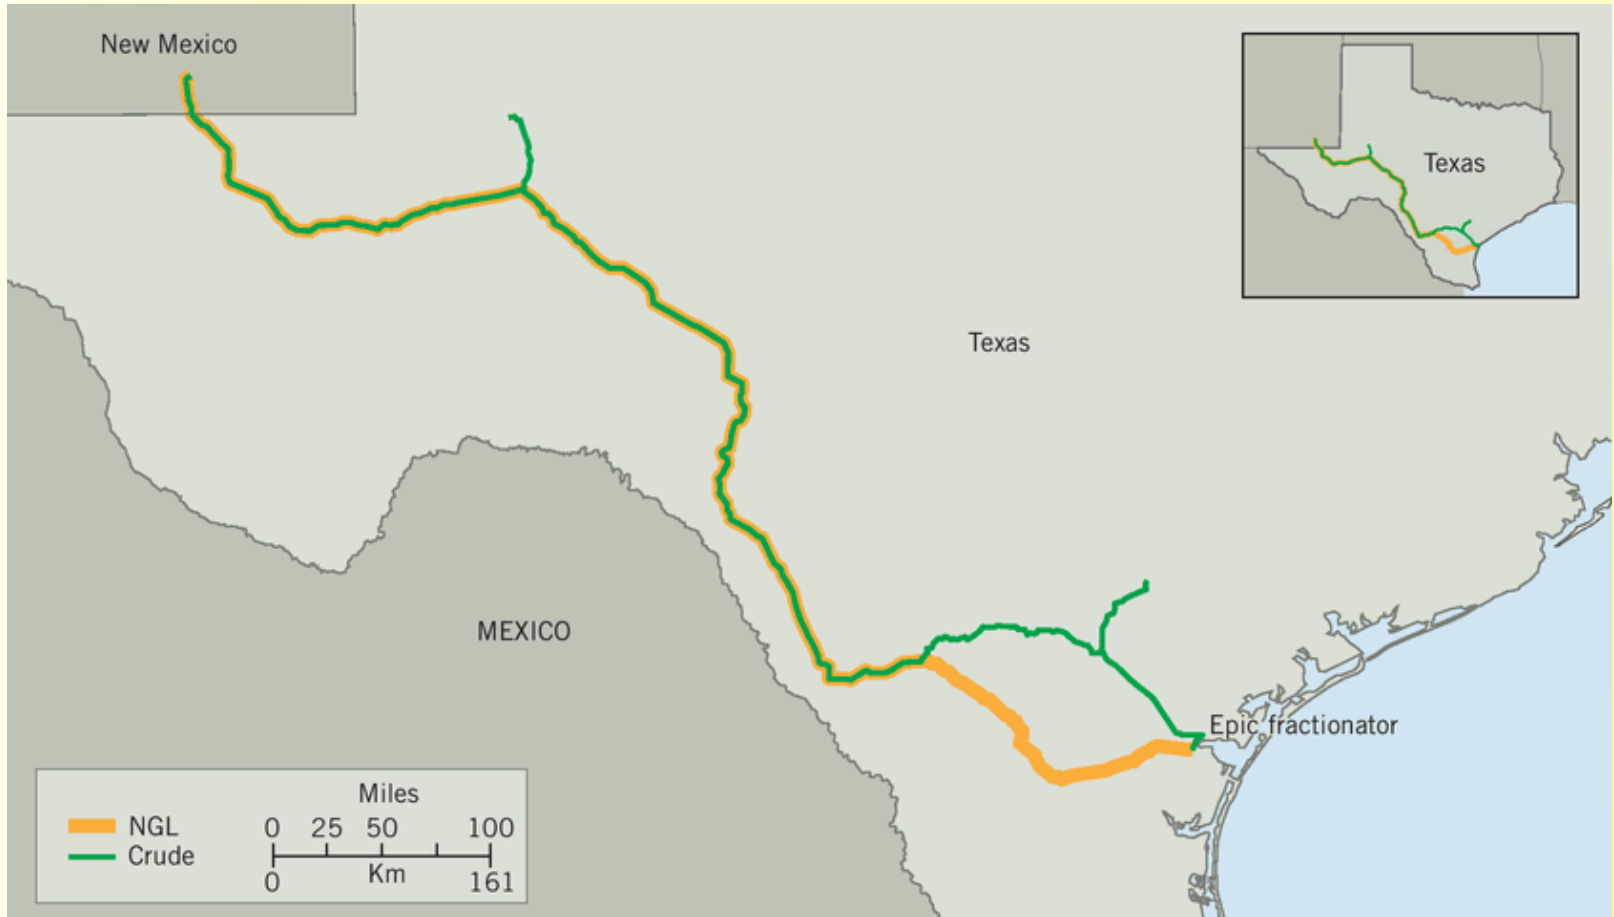 New Mexico
Texas
Texas
MEXICO
Epic fractionator
Miles
NGL
0 25 50 100
Crude
Km
0 161